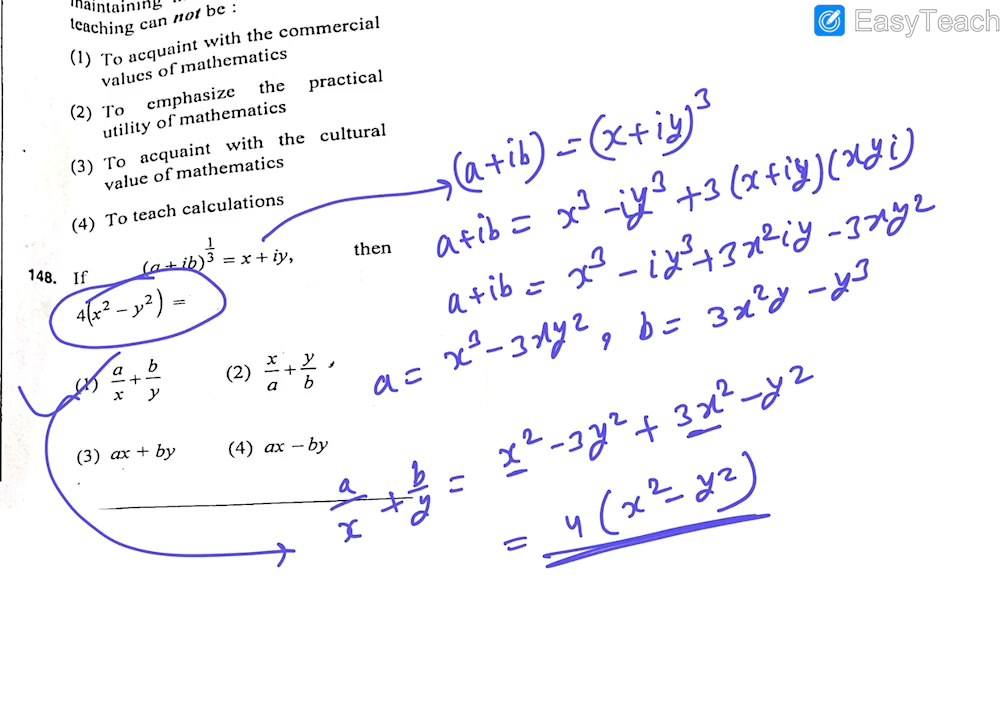 maintaining
teaching can not be :
EasyTeach
(1) To acquaint with the commercial
values of mathematics
(2) To emphasize the practical
utility of mathematics
(3) To acquaint with the cultural
value of mathematics
(4) To teach calculations
148. If (a + ib)^{1/3} = x + iy, then
4(x² − y²) =
(1) a/x + b/y (2) x/a + y/b
(3) ax + by (4) ax − by
(a+ib) = (x+iy)³
a+ib = x³ - iy³ + 3(x+iy)(xyi)
a+ib = x³ - iy³ + 3x²iy - 3xy²
a = x³ - 3xy² , b = 3x²y - y³
a/x + b/y = x² - 3y² + 3x² - y²
= 4(x² - y²)